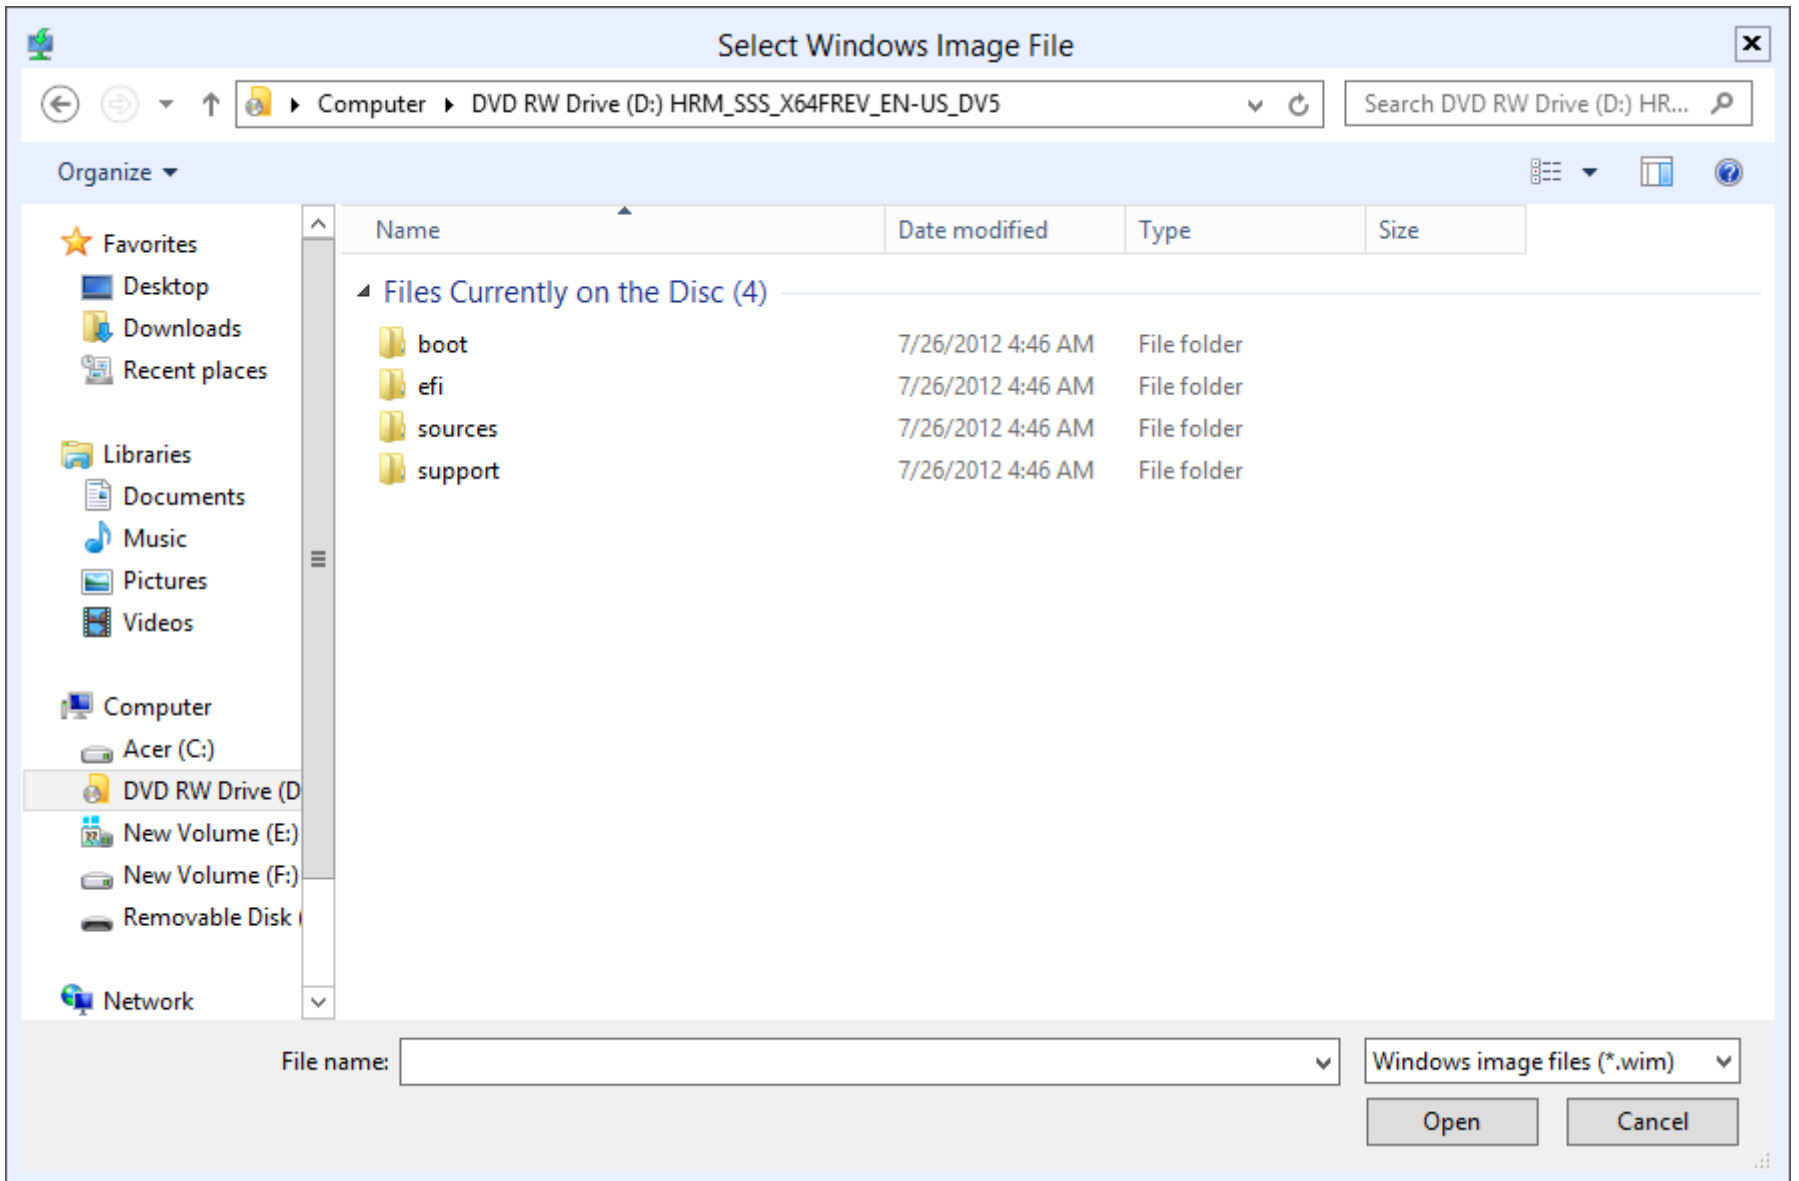 Select Windows Image File
Computer DVD RW Drive (D:) HRM_SSS_X64FREV_EN-US_DV5
Search DVD RW Drive (D:) HR...
Organize
Name Date modified Type Size
Favorites
Desktop
Downloads
Recent places
Libraries
Documents
Music
Pictures
Videos
Computer
Acer (C:)
DVD RW Drive (D
New Volume (E:)
New Volume (F:)
Removable Disk (
Network
Files Currently on the Disc (4)
boot 7/26/2012 4:46 AM File folder
efi 7/26/2012 4:46 AM File folder
sources 7/26/2012 4:46 AM File folder
support 7/26/2012 4:46 AM File folder
File name:
Windows image files (*.wim)
Open Cancel